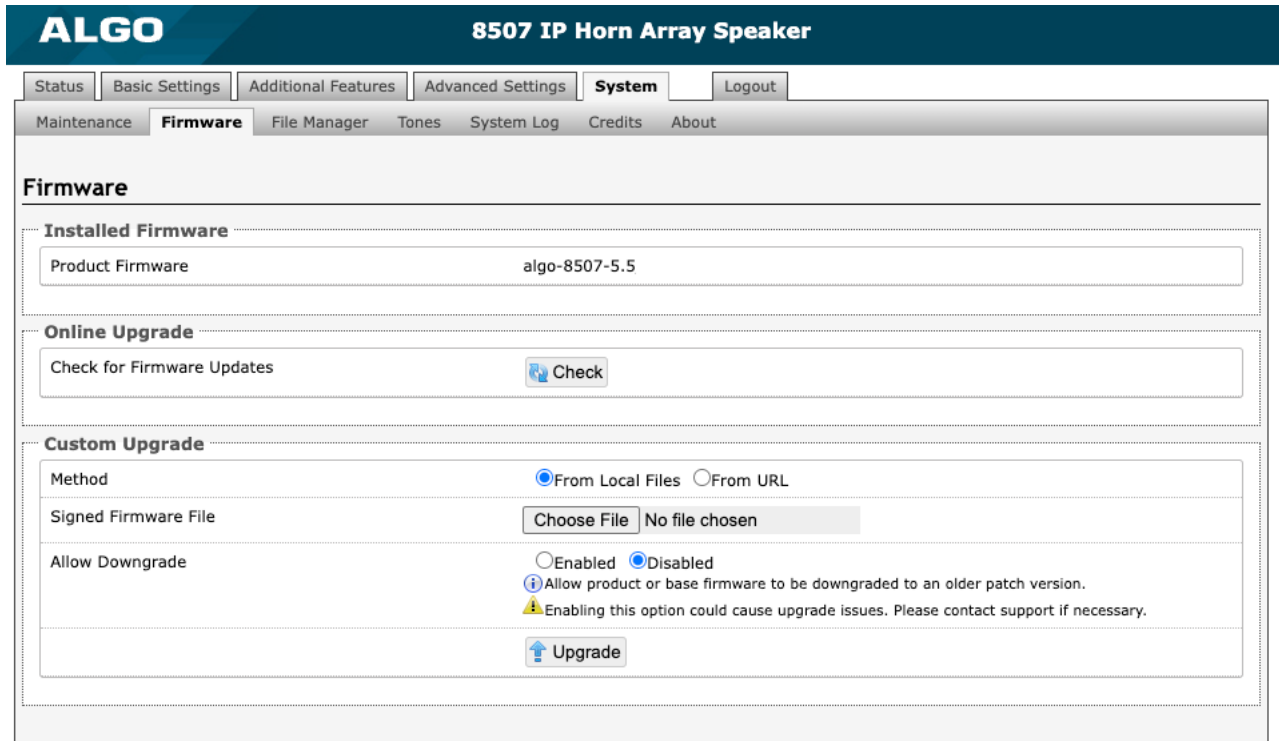 ALGO
8507 IP Horn Array Speaker
Status Basic Settings Additional Features Advanced Settings System Logout
Maintenance Firmware File Manager Tones System Log Credits About
Firmware
Installed Firmware
Product Firmware algo-8507-5.5
Online Upgrade
Check for Firmware Updates Check
Custom Upgrade
Method From Local Files From URL
Signed Firmware File Choose File No file chosen
Allow Downgrade Enabled Disabled
Allow product or base firmware to be downgraded to an older patch version.
Enabling this option could cause upgrade issues. Please contact support if necessary.
Upgrade